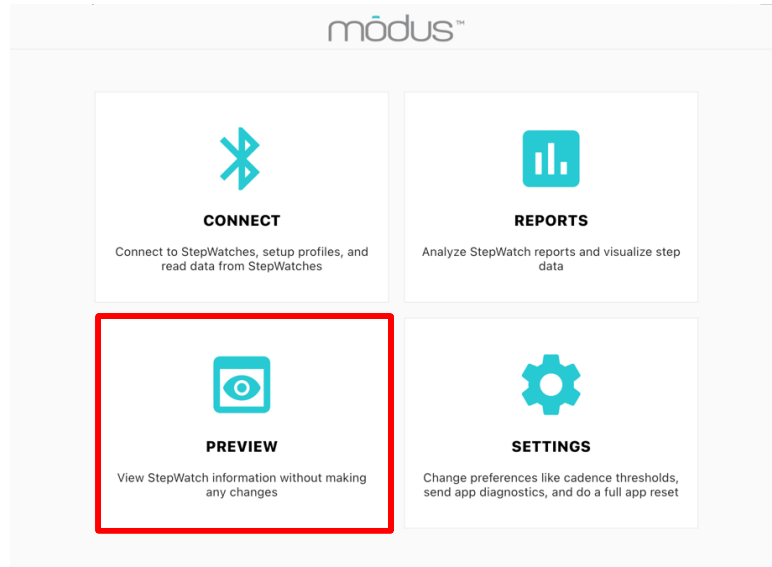 mōdus™
CONNECT
Connect to StepWatches, setup profiles, and
read data from StepWatches
REPORTS
Analyze StepWatch reports and visualize step
data
PREVIEW
View StepWatch information without making
any changes
SETTINGS
Change preferences like cadence thresholds,
send app diagnostics, and do a full app reset